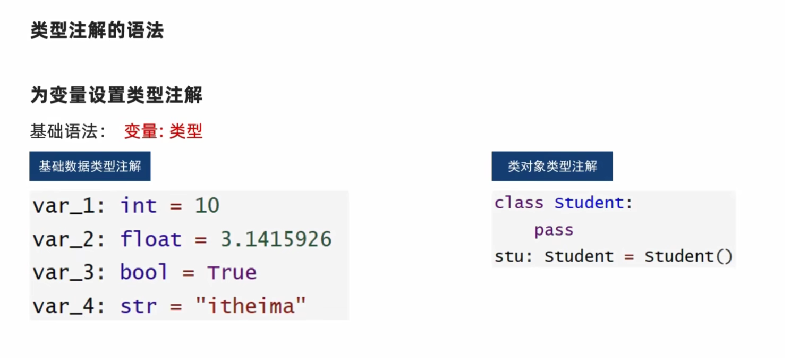 类型注解的语法
为变量设置类型注解
基础语法： 变量: 类型
基础数据类型注解
var_1: int = 10
var_2: float = 3.1415926
var_3: bool = True
var_4: str = "itheima"
类对象类型注解
class Student:
    pass
stu: Student = Student()